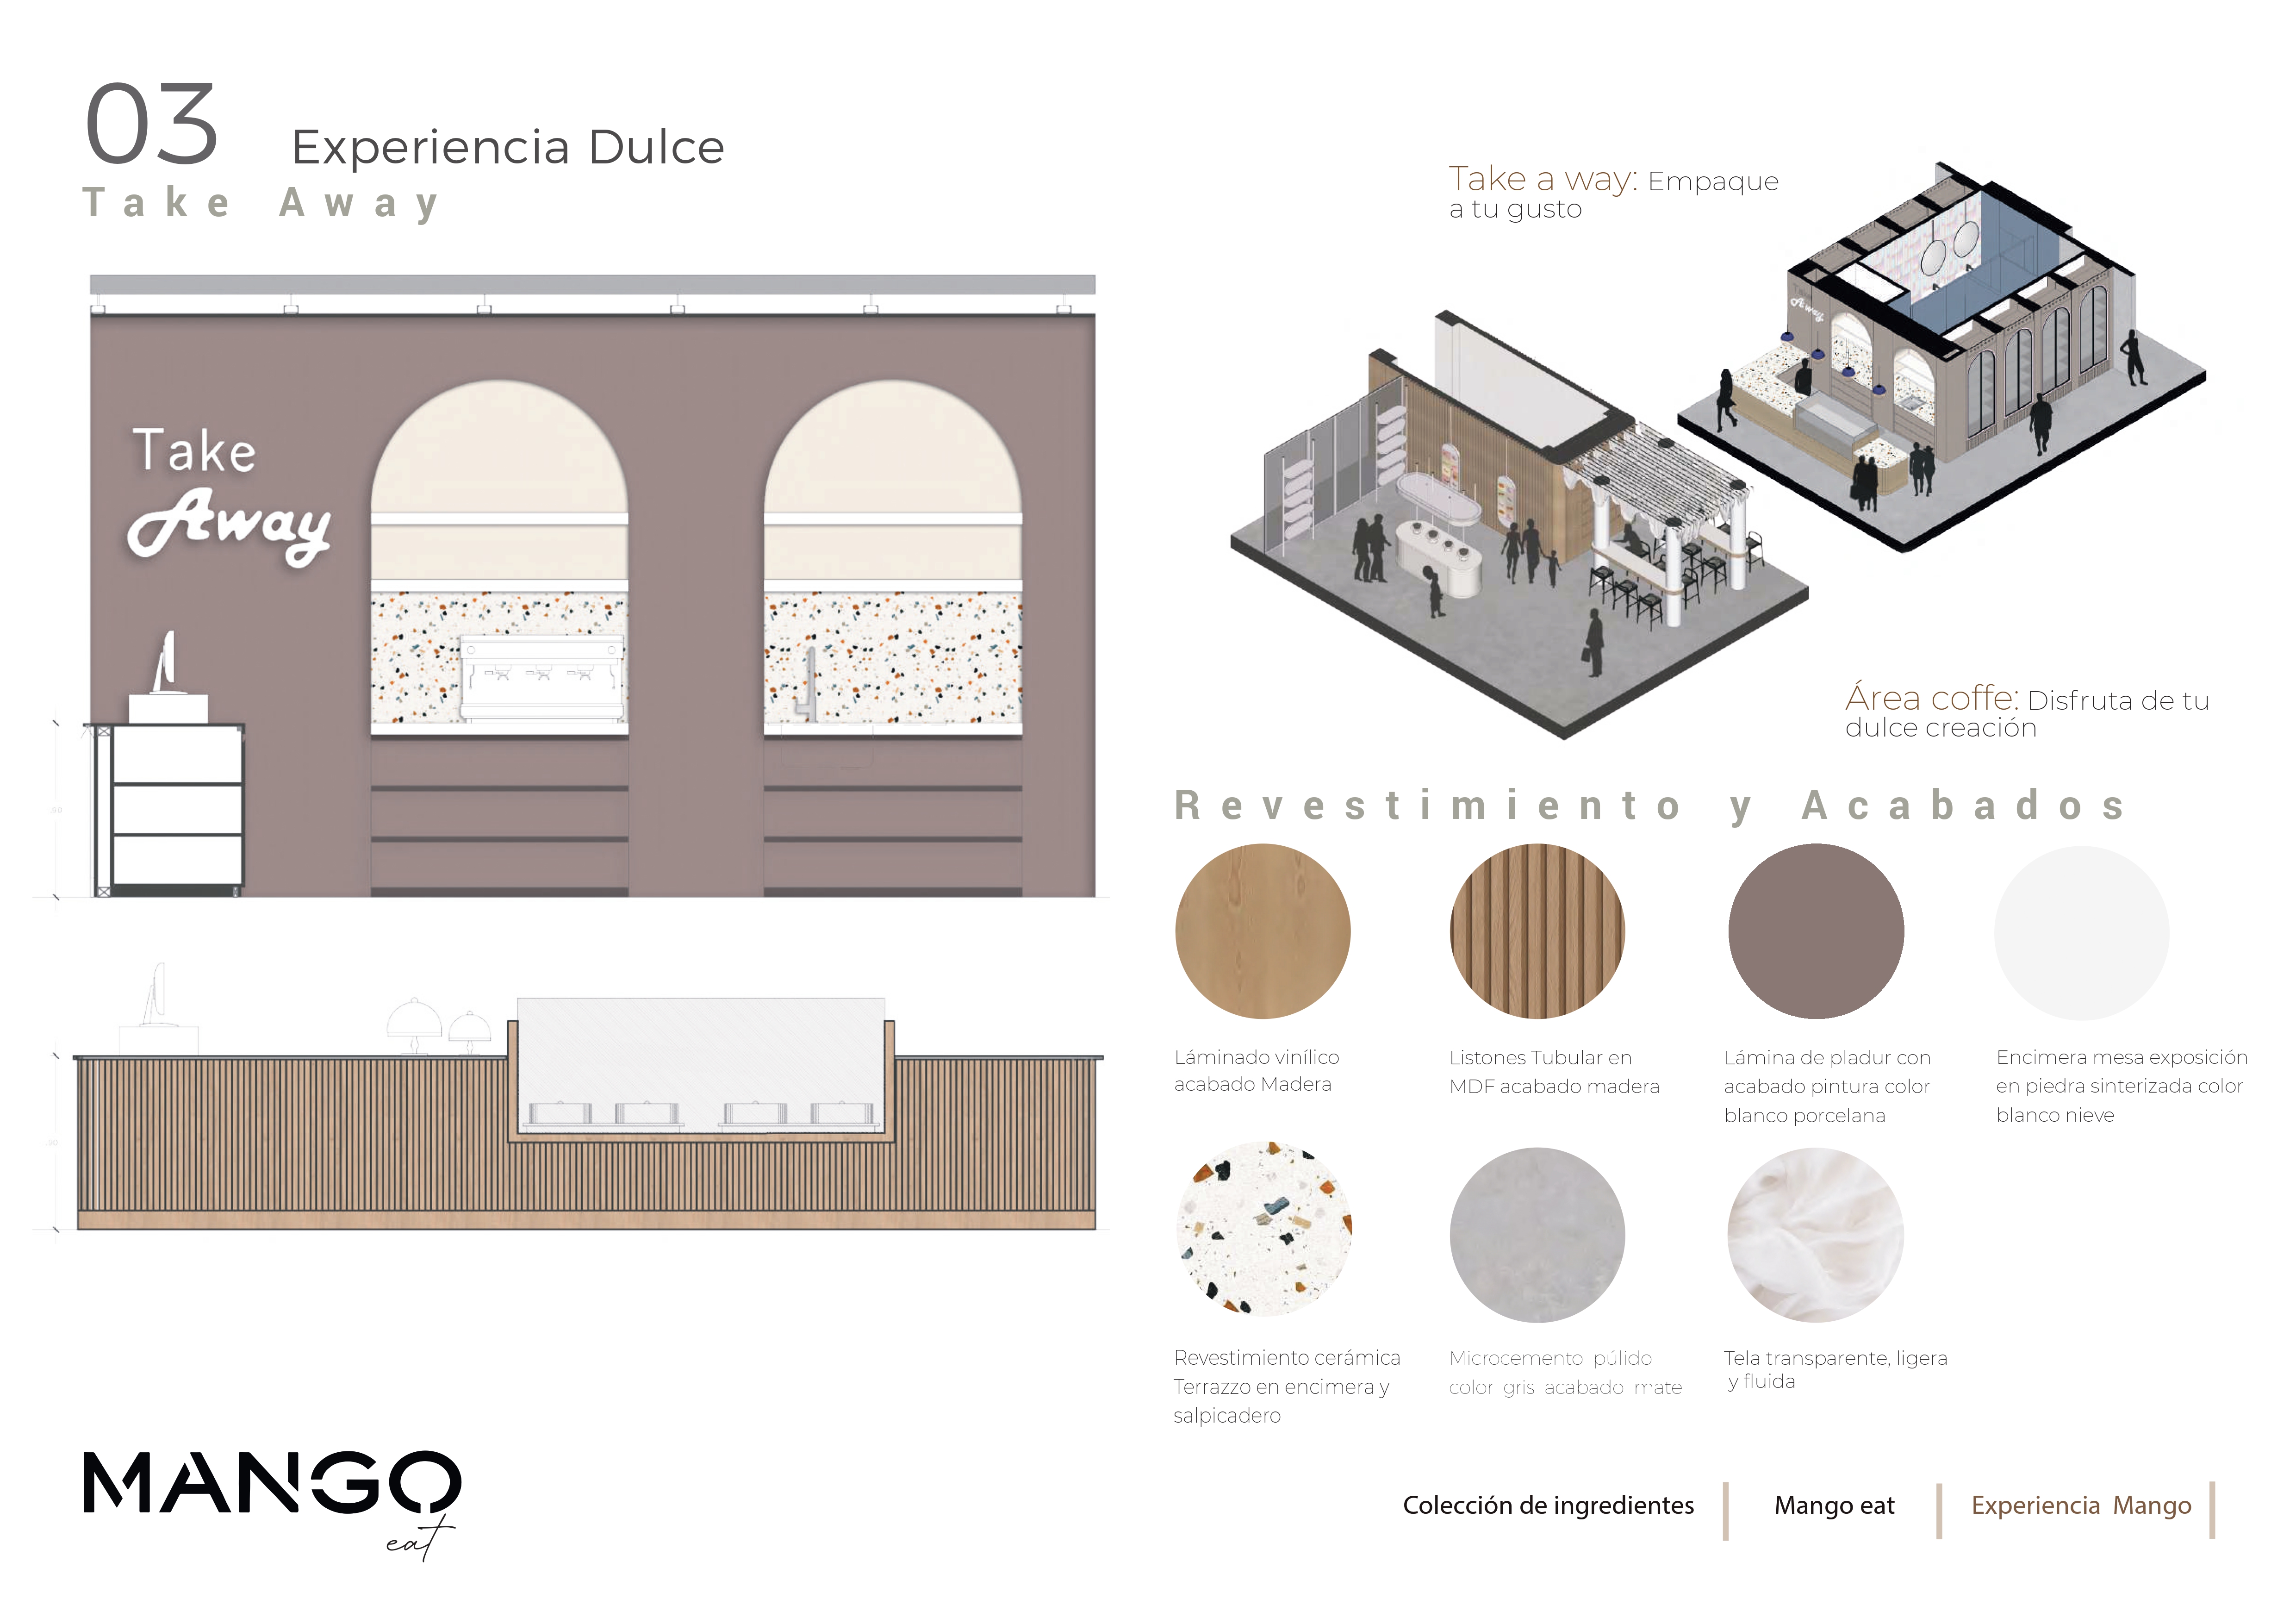 03
Experiencia Dulce
Take Away
Take
Away
Take a way: Empaque
a tu gusto
Away
Área coffe: Disfruta de tu
dulce creación
Revestimiento y Acabados
Láminado vinílico
acabado Madera
Listones Tubular en
MDF acabado madera
Lámina de pladur con
acabado pintura color
blanco porcelana
Encimera mesa exposición
en piedra sinterizada color
blanco nieve
Revestimiento cerámica
Terrazzo en encimera y
salpicadero
Microcemento púlido
color gris acabado mate
Tela transparente, ligera
y fluida
MANGO
eat
Colección de ingredientes
Mango eat
Experiencia Mango